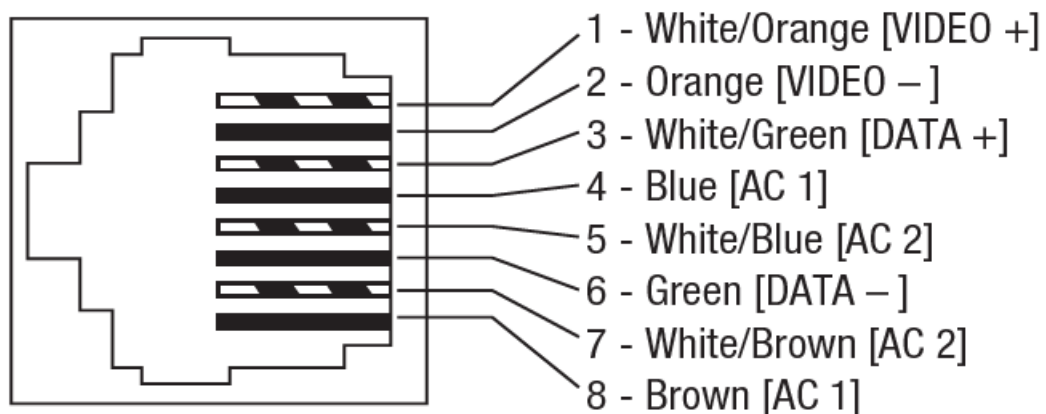 1 - White/Orange [VIDEO +]
2 - Orange [VIDEO – ]
3 - White/Green [DATA +]
4 - Blue [AC 1]
5 - White/Blue [AC 2]
6 - Green [DATA – ]
7 - White/Brown [AC 2]
8 - Brown [AC 1]